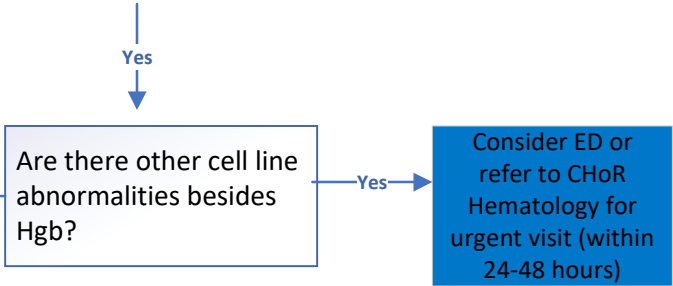 Yes
Are there other cell line
abnormalities besides
Hgb?
Yes
Consider ED or
refer to CHoR
Hematology for
urgent visit (within
24-48 hours)